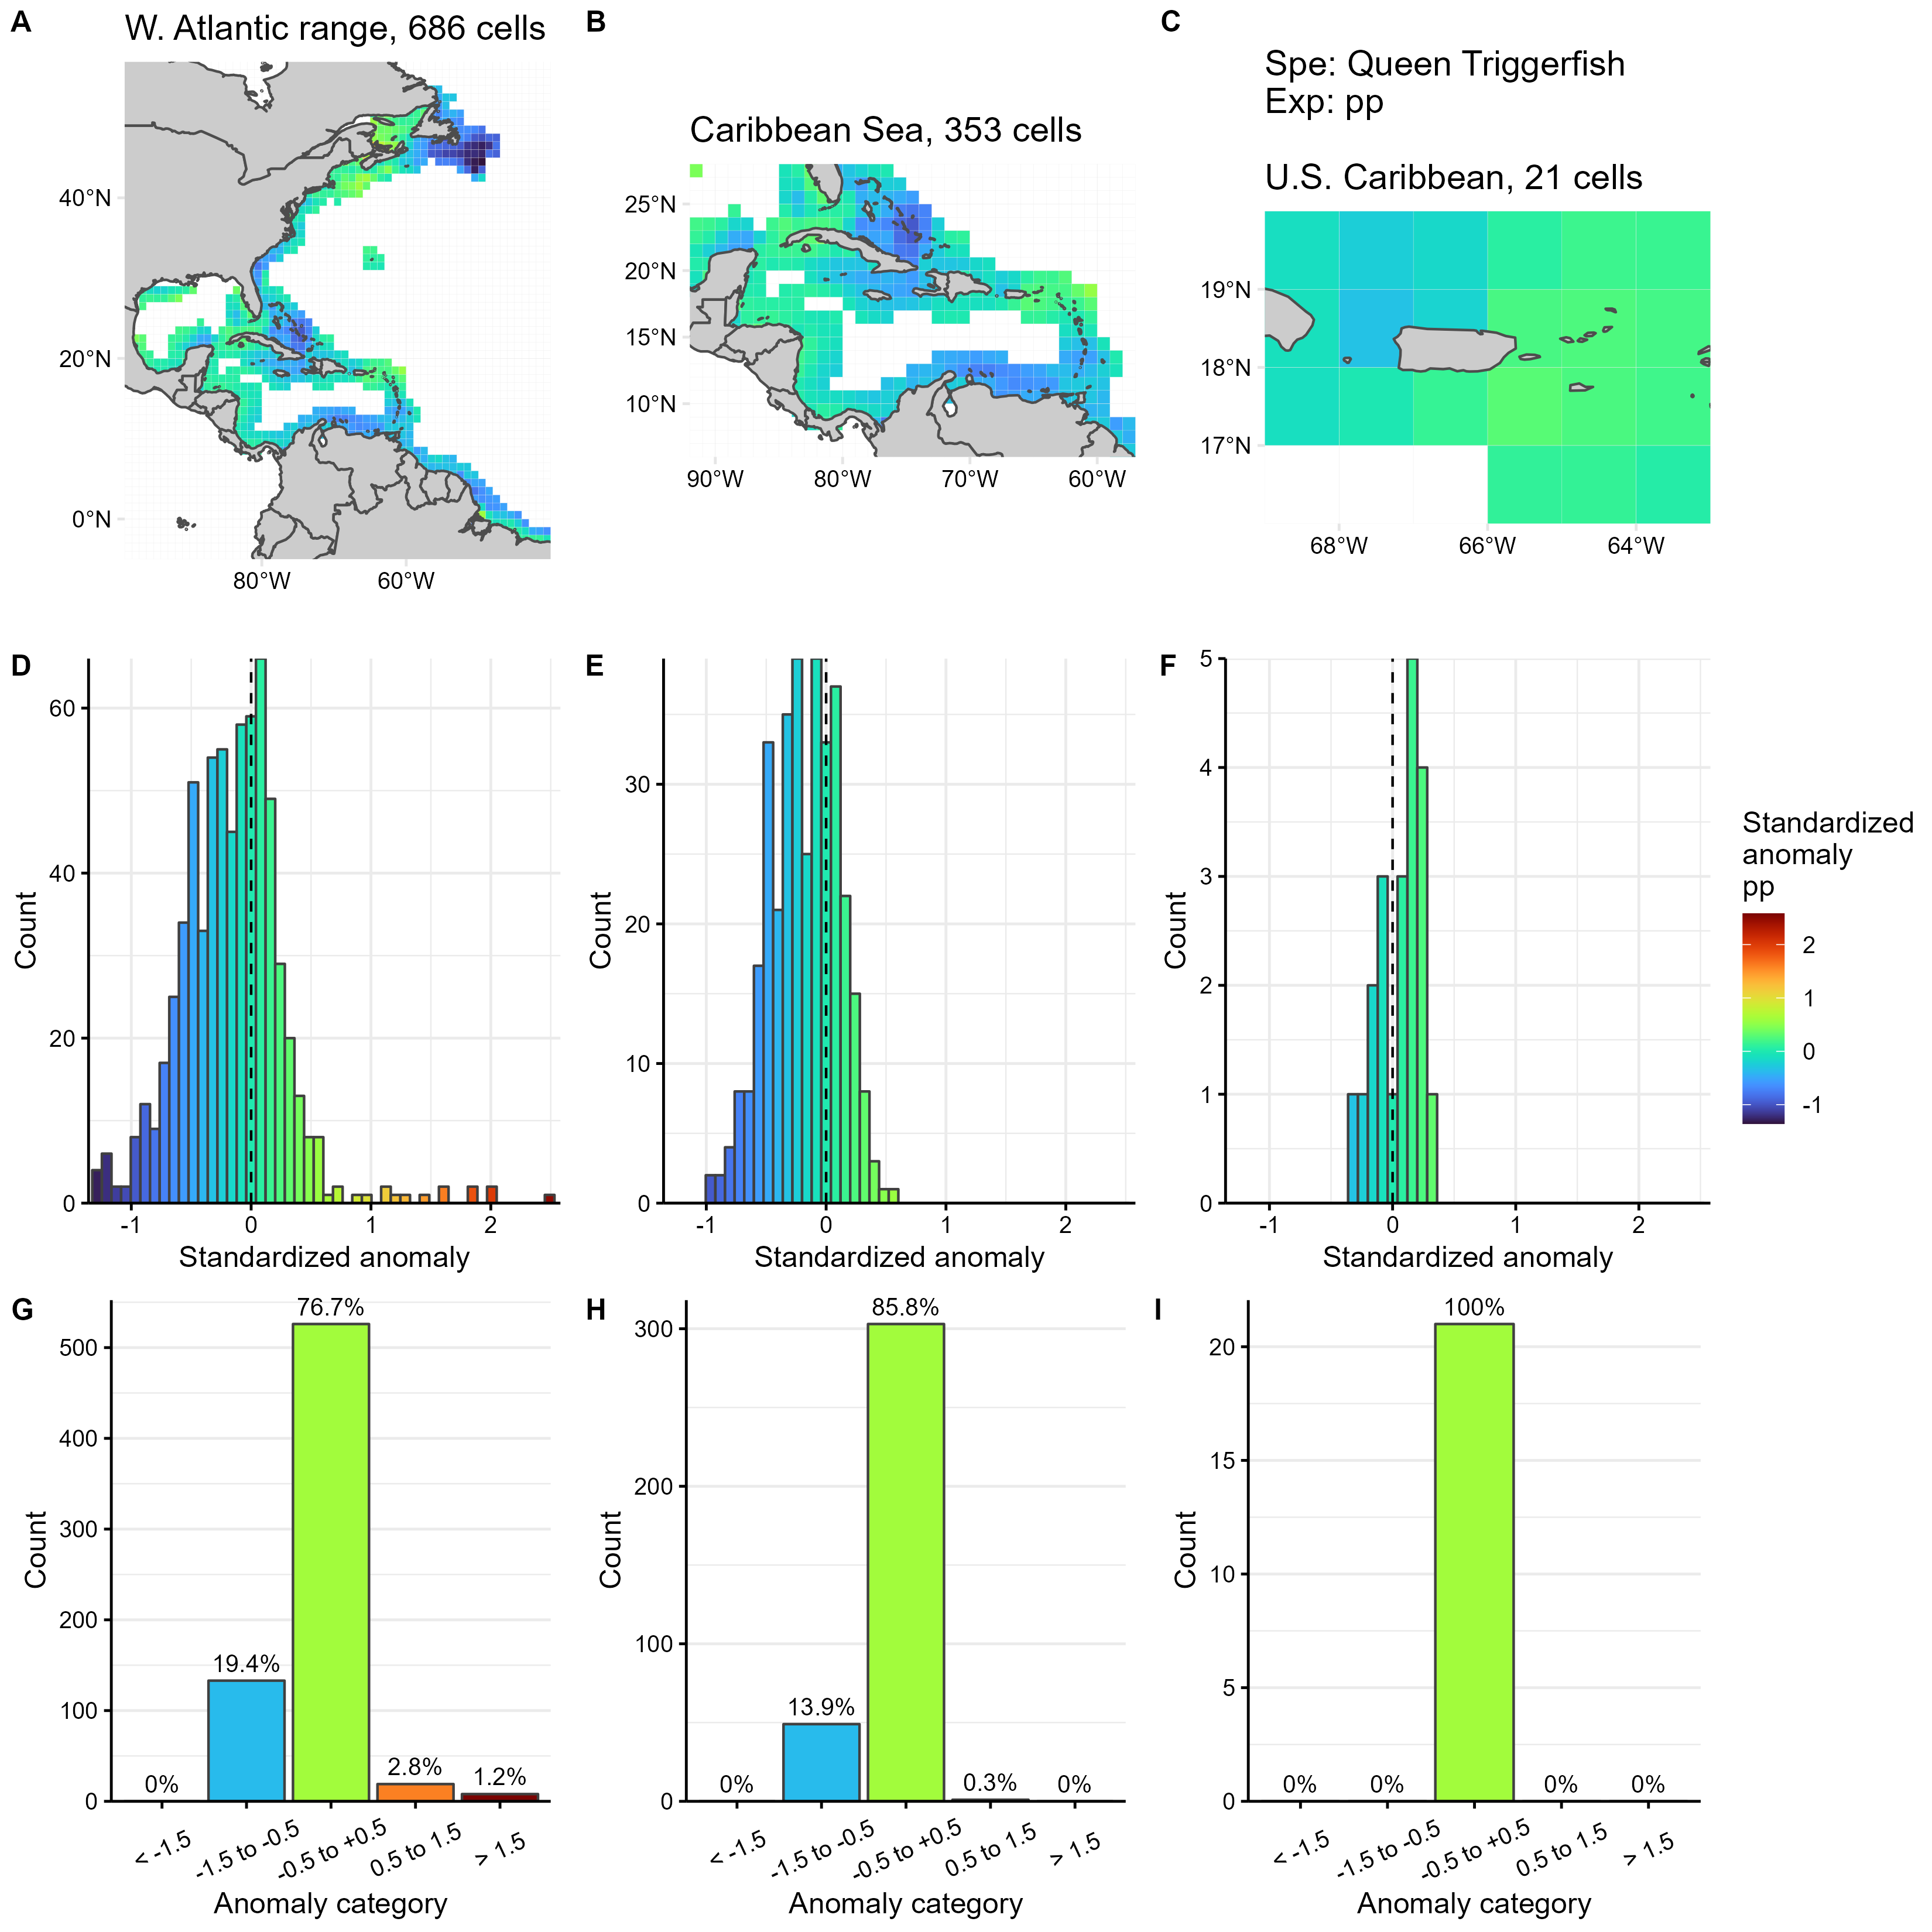 A
W. Atlantic range, 686 cells
40°N
20°N
0°N
80°W 60°W
B
Caribbean Sea, 353 cells
25°N
20°N
15°N
10°N
90°W 80°W 70°W 60°W
C
Spe: Queen Triggerfish
Exp: pp
U.S. Caribbean, 21 cells
19°N
18°N
17°N
68°W 66°W 64°W
D
Count
60
40
20
0
-1 0 1 2
Standardized anomaly
E
Count
30
20
10
0
-1 0 1 2
Standardized anomaly
F
Count
5
4
3
2
1
0
-1 0 1 2
Standardized anomaly
Standardized
anomaly
pp
2
1
0
-1
G
Count
500
400
300
200
100
0
0% 19.4% 76.7% 2.8% 1.2%
< -1.5 -1.5 to -0.5 -0.5 to +0.5 0.5 to 1.5 > 1.5
Anomaly category
H
Count
300
200
100
0
0% 13.9% 85.8% 0.3% 0%
< -1.5 -1.5 to -0.5 -0.5 to +0.5 0.5 to 1.5 > 1.5
Anomaly category
I
Count
20
15
10
5
0
0% 0% 100% 0% 0%
< -1.5 -1.5 to -0.5 -0.5 to +0.5 0.5 to 1.5 > 1.5
Anomaly category